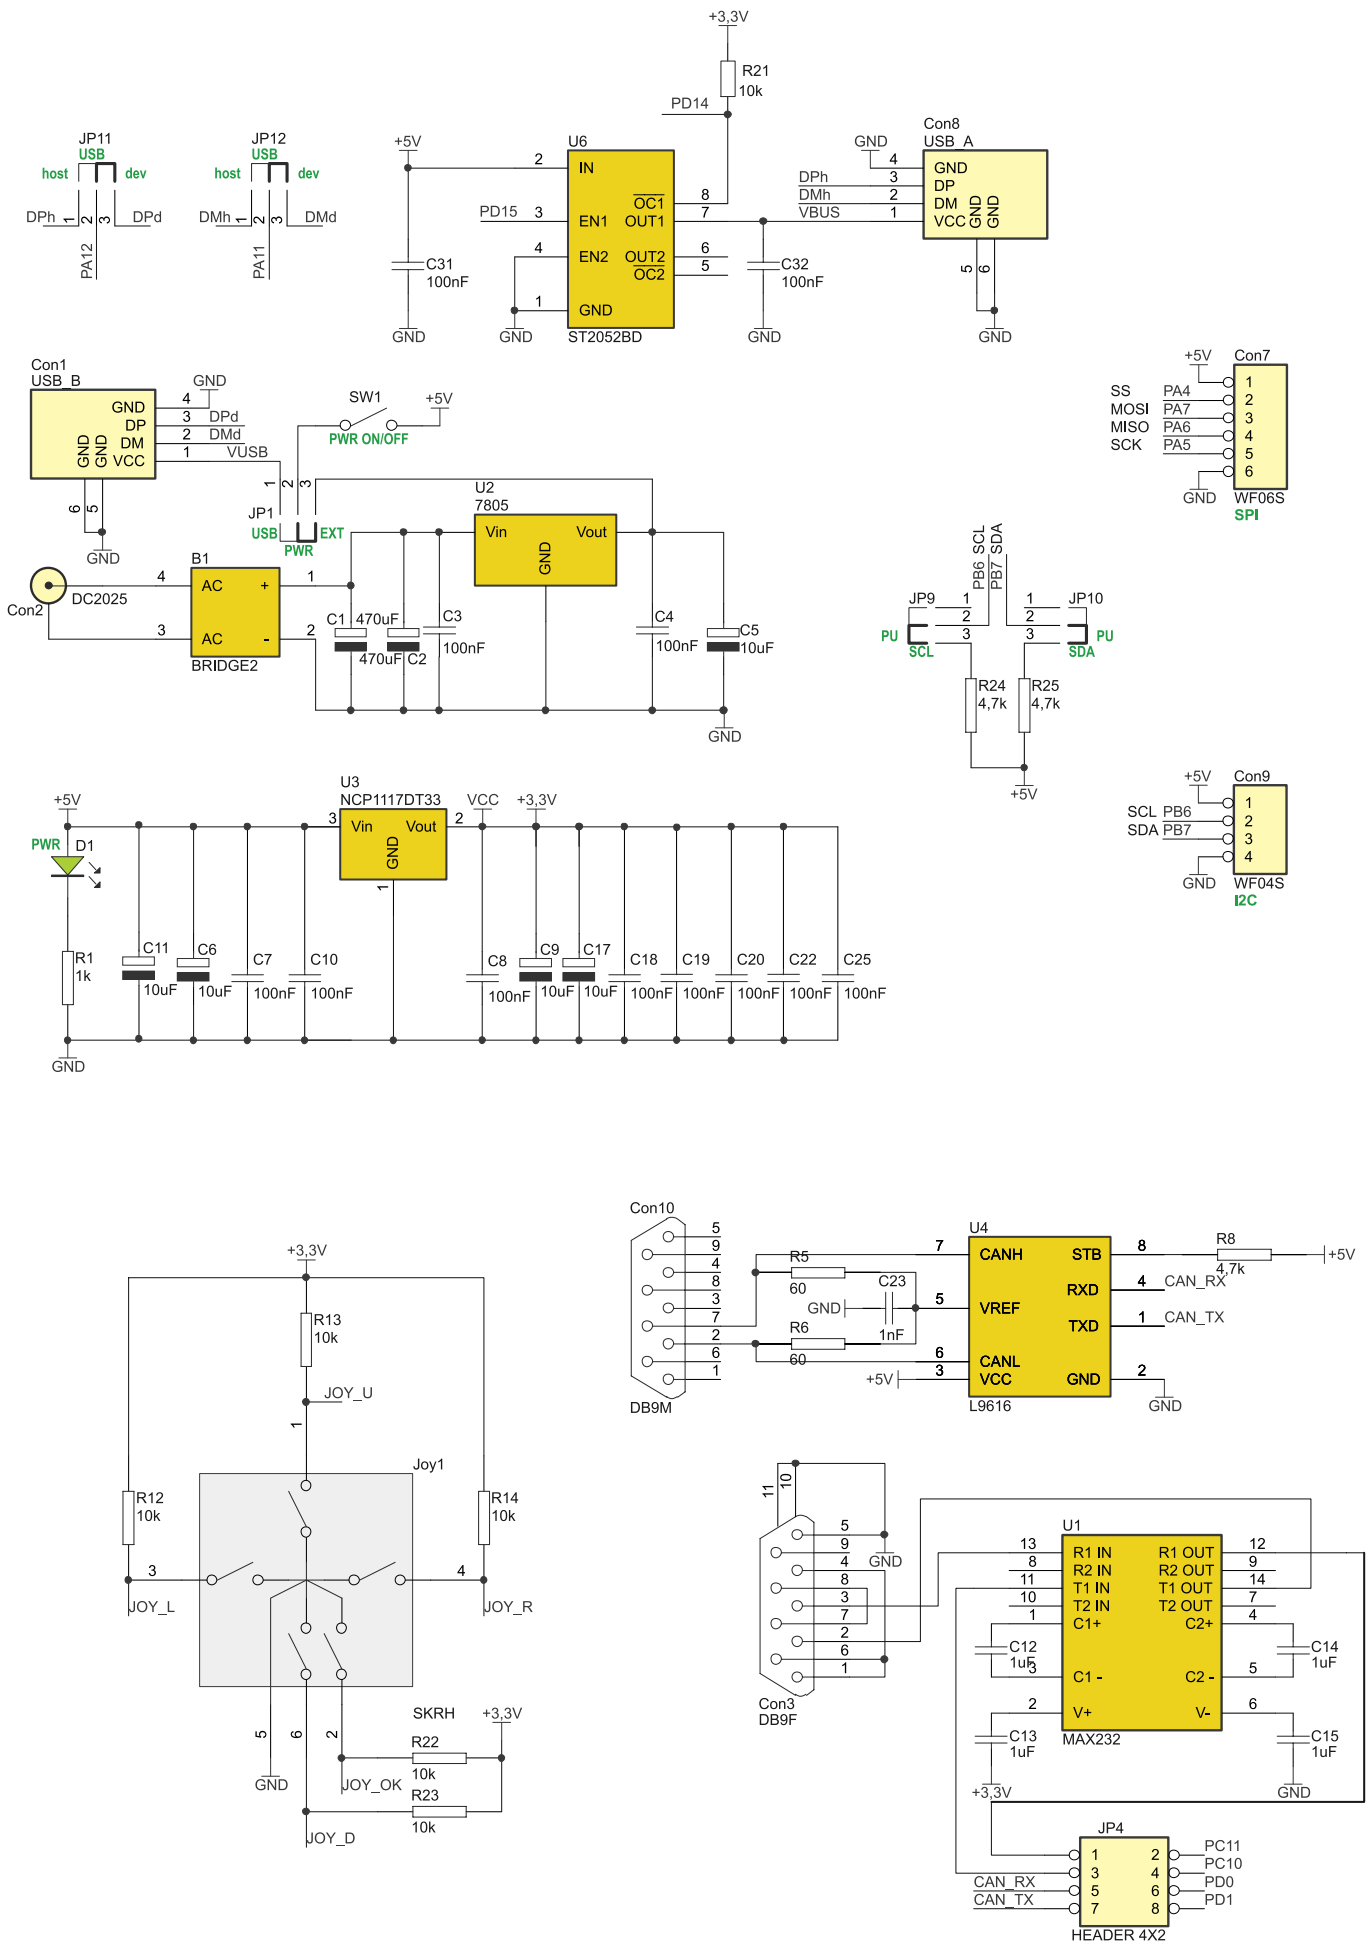 +3,3V
R21
10k
PD14
JP11
USB
host
dev
DPh
1
2
3
DPd
PA12
JP12
USB
host
dev
DMh
1
2
3
DMd
PA11
+5V
C31
100nF
GND
U6
2
IN
PD15
3
EN1
4
EN2
1
GND
GND
OC1
8
OUT1
7
OUT2
6
OC2
5
ST2052BD
C32
100nF
GND
Con8
USB_A
GND
4
GND
DPh
3
DP
DMh
2
DM
VBUS
1
VCC
GND
GND
5
6
GND
Con1
USB_B
GND
GND
4
DP
3
DPd
DM
2
DMd
VCC
1
VUSB
GND
GND
6
5
GND
SW1
+5V
PWR ON/OFF
1
2
3
JP1
USB
EXT
PWR
U2
7805
Vin
Vout
GND
Con2
DC2025
4
3
B1
AC
+
1
AC
-
2
BRIDGE2
C1
470uF
470uF
C2
C3
100nF
C4
100nF
C5
10uF
GND
+5V
Con7
1
SS
PA4
2
MOSI
PA7
3
MISO
PA6
4
SCK
PA5
5
6
GND
WF06S
SPI
PB6 SCL
PB7 SDA
JP9
1
2
3
PU
SCL
1
JP10
2
3
PU
SDA
R24
4,7k
R25
4,7k
+5V
+5V
Con9
1
SCL PB6
2
SDA PB7
3
4
GND
WF04S
I2C
+5V
PWR
D1
R1
1k
GND
C11
10uF
C6
10uF
C7
100nF
C10
100nF
U3
NCP1117DT33
3
Vin
Vout
2
GND
1
VCC
+3,3V
C8
100nF
C9
10uF
C17
10uF
C18
100nF
C19
100nF
C20
100nF
C22
100nF
C25
100nF
+3,3V
R13
10k
JOY_U
1
Joy1
R12
10k
3
JOY_L
R14
10k
4
JOY_R
5
GND
6
2
SKRH
+3,3V
R22
10k
JOY_OK
R23
10k
JOY_D
Con10
5
9
4
8
3
7
2
6
1
DB9M
R5
60
C23
GND
1nF
R6
60
+5V
U4
7
CANH
5
VREF
6
CANL
3
VCC
STB
8
R8
4,7k
+5V
RXD
4
CAN_RX
TXD
1
CAN_TX
GND
2
GND
L9616
11
10
5
GND
9
4
8
3
7
2
6
1
Con3
DB9F
U1
13
R1 IN
R1 OUT
12
8
R2 IN
R2 OUT
9
11
T1 IN
T1 OUT
14
10
T2 IN
T2 OUT
7
1
C1+
C2+
4
C12
1uF
C14
1uF
3
C1 -
C2 -
5
2
V+
V-
6
C13
1uF
C15
1uF
MAX232
+3,3V
GND
JP4
1
2
PC11
3
4
PC10
CAN_RX
5
6
PD0
CAN_TX
7
8
PD1
HEADER 4X2